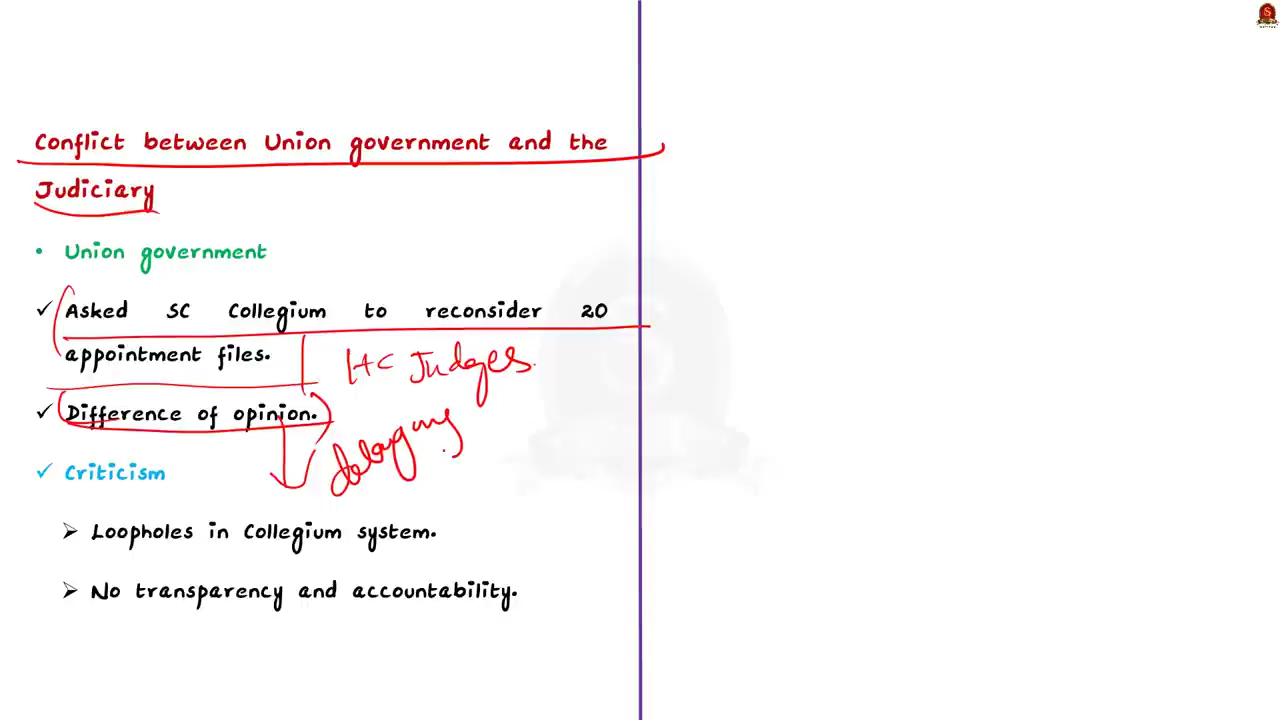 Conflict between Union government and the
Judiciary
• Union government
✓ Asked SC Collegium to reconsider 20
appointment files.
HC Judges
✓ Difference of opinion.
delaying
✓ Criticism
➢ Loopholes in Collegium system.
➢ No transparency and accountability.